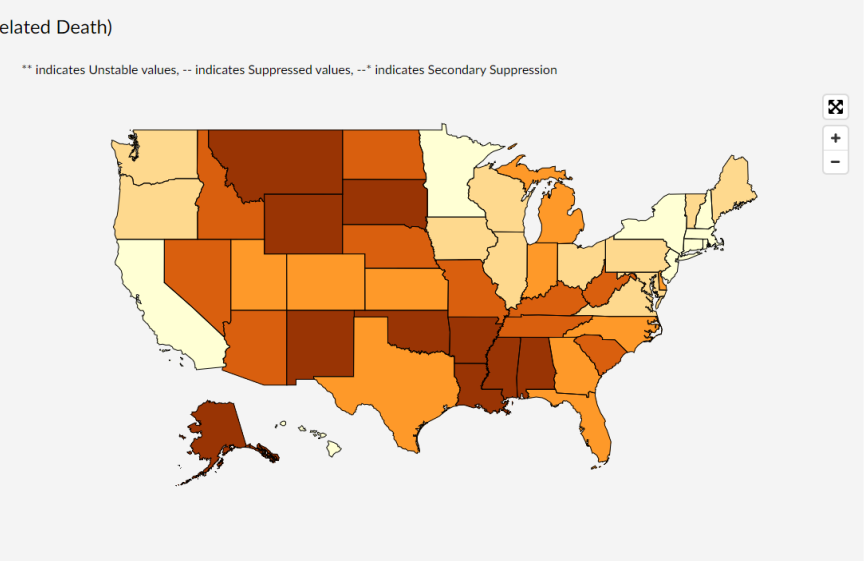 elated Death)
** indicates Unstable values, -- indicates Suppressed values, --* indicates Secondary Suppression
+
−